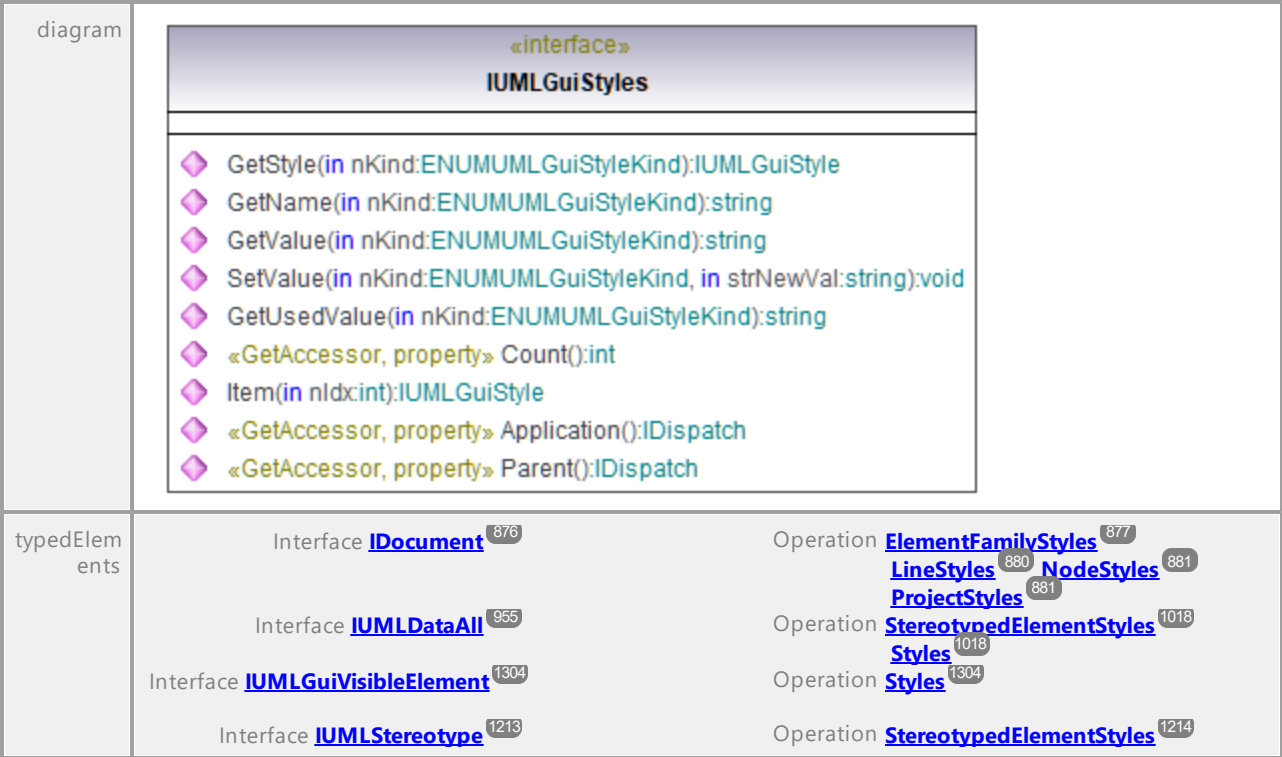 diagram
«interface»
IUMLGuiStyles
GetStyle(in nKind:ENUMUMLGuiStyleKind):IUMLGuiStyle
GetName(in nKind:ENUMUMLGuiStyleKind):string
GetValue(in nKind:ENUMUMLGuiStyleKind):string
SetValue(in nKind:ENUMUMLGuiStyleKind, in strNewVal:string):void
GetUsedValue(in nKind:ENUMUMLGuiStyleKind):string
«GetAccessor, property» Count():int
Item(in nIdx:int):IUMLGuiStyle
«GetAccessor, property» Application():IDispatch
«GetAccessor, property» Parent():IDispatch
typedElem
ents
Interface IDocument 876 Operation ElementFamilyStyles 877
LineStyles 880 NodeStyles 881
ProjectStyles 881
Interface IUMLDataAll 955 Operation StereotypedElementStyles 1018
Styles 1018
Interface IUMLGuiVisibleElement 1304 Operation Styles 1304
Interface IUMLStereotype 1213 Operation StereotypedElementStyles 1214